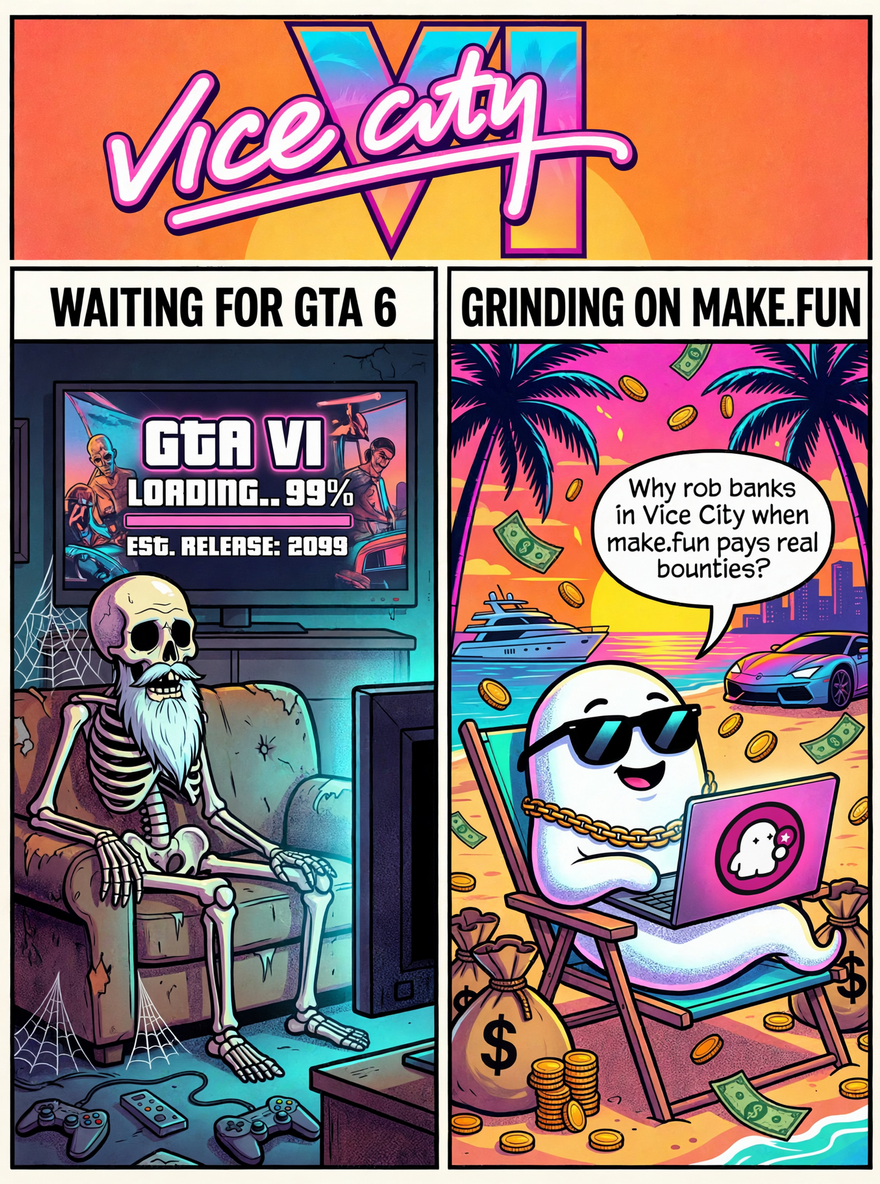 VI
Vice City
WAITING FOR GTA 6
GRINDING ON MAKE.FUN
GTA VI
LOADING.. 99%
EST. RELEASE: 2099
Why rob banks
in Vice City when
make.fun pays real
bounties?
$
$
$